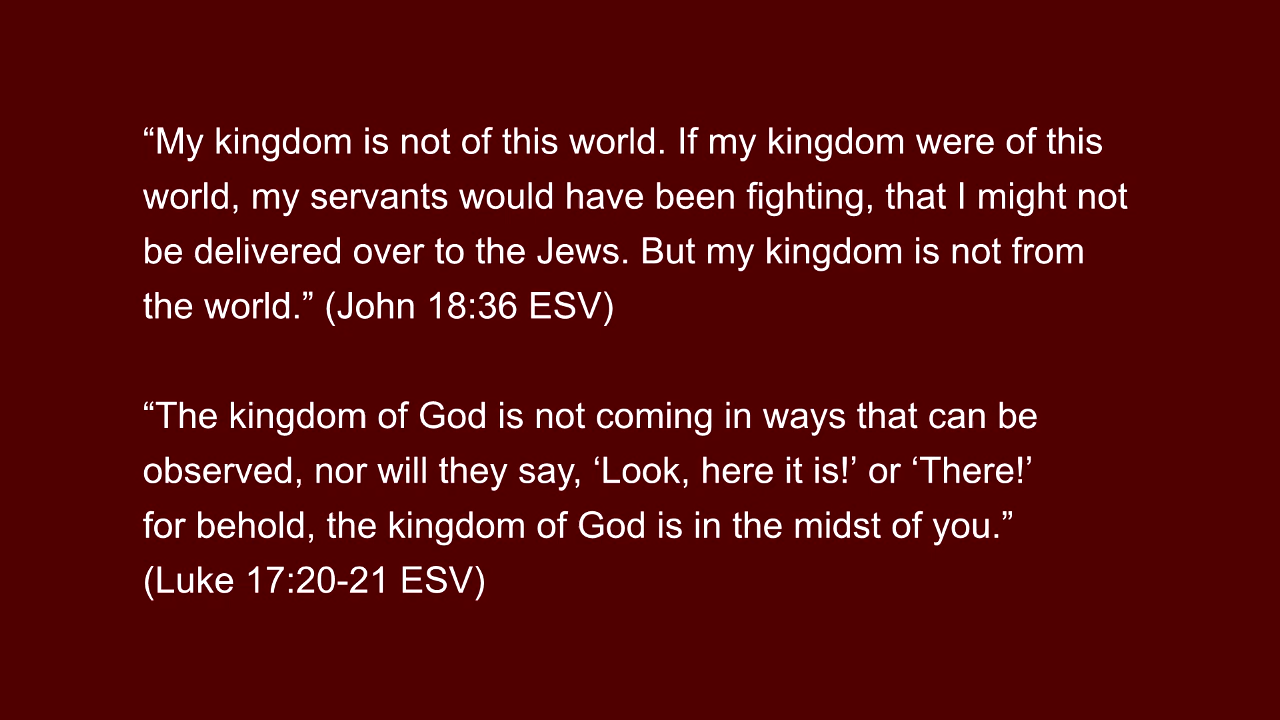 “My kingdom is not of this world. If my kingdom were of this
world, my servants would have been fighting, that I might not
be delivered over to the Jews. But my kingdom is not from
the world.” (John 18:36 ESV)
“The kingdom of God is not coming in ways that can be
observed, nor will they say, ‘Look, here it is!’ or ‘There!’
for behold, the kingdom of God is in the midst of you.”
(Luke 17:20-21 ESV)